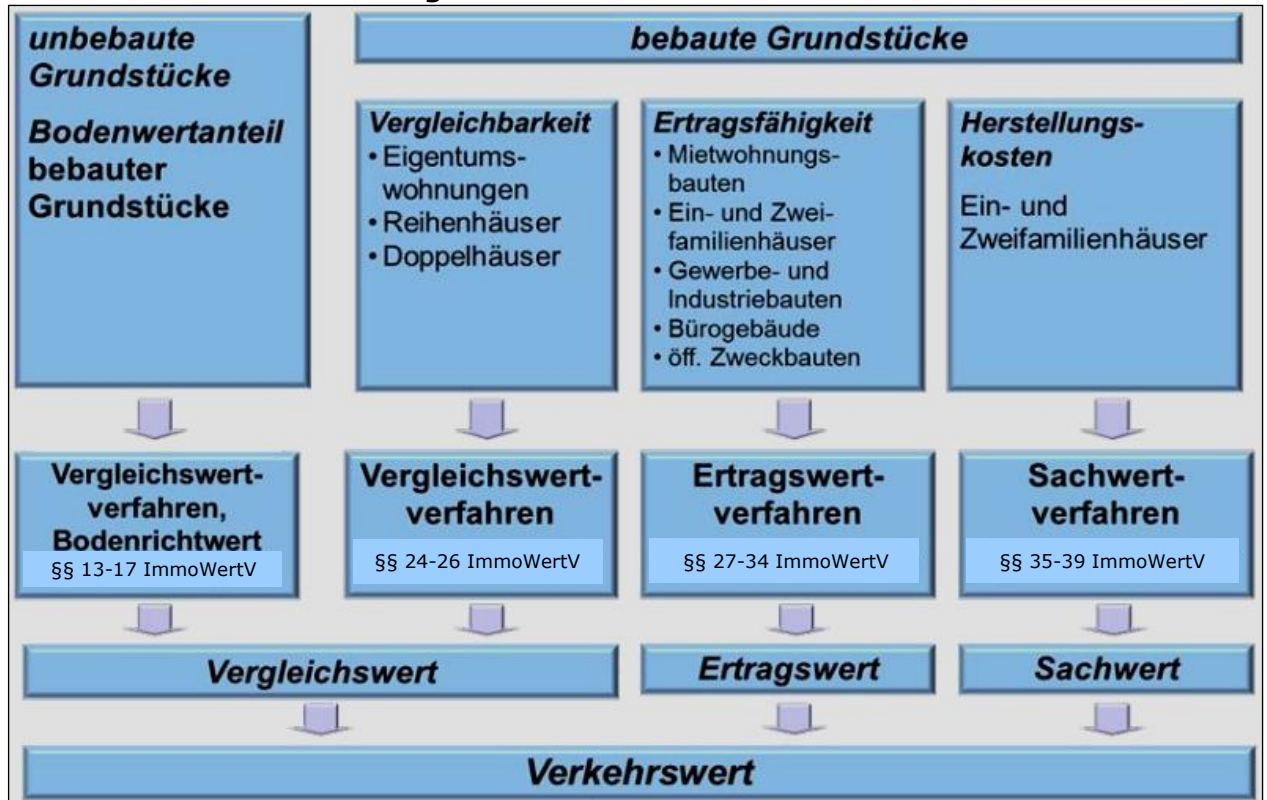 unbebaute
Grundstücke
Bodenwertanteil
bebauter
Grundstücke
bebaute Grundstücke
Vergleichbarkeit
• Eigentums-
wohnungen
• Reihenhäuser
• Doppelhäuser
Ertragsfähigkeit
• Mietwohnungs-
bauten
• Ein- und Zwei-
familienhäuser
• Gewerbe- und
Industriebauten
• Bürogebäude
• öff. Zweckbauten
Herstellungs-
kosten
Ein- und
Zweifamilienhäuser
Vergleichswert-
verfahren,
Bodenrichtwert
§§ 13-17 ImmoWertV
Vergleichswert-
verfahren
§§ 24-26 ImmoWertV
Ertragswert-
verfahren
§§ 27-34 ImmoWertV
Sachwert-
verfahren
§§ 35-39 ImmoWertV
Vergleichswert
Ertragswert
Sachwert
Verkehrswert